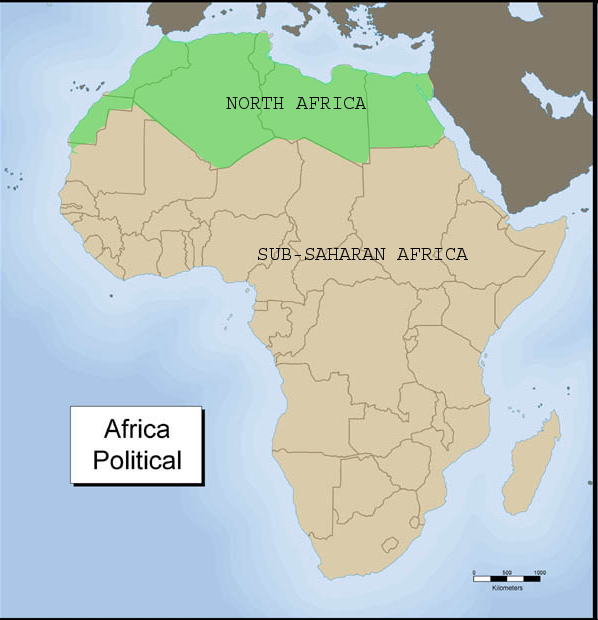 NORTH AFRICA
SUB-SAHARAN AFRICA
Africa
Political
0 500 1000
Kilometers